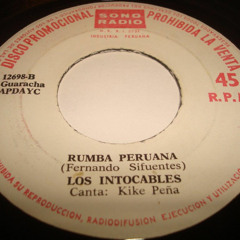 DISCO PROMOCIONAL PROHIBIDA LA VENTA
SONO
RADIO
INDUSTRIA PERUANA
12698-B
Guaracha
APDAYC
45
R.P.
RUMBA PERUANA
(Fernando Sifuentes)
LOS INTOCABLES
Canta: Kike Peña
SU REPRODUCCION, RADIODIFUSION, EJECUCION Y UTILIZACION